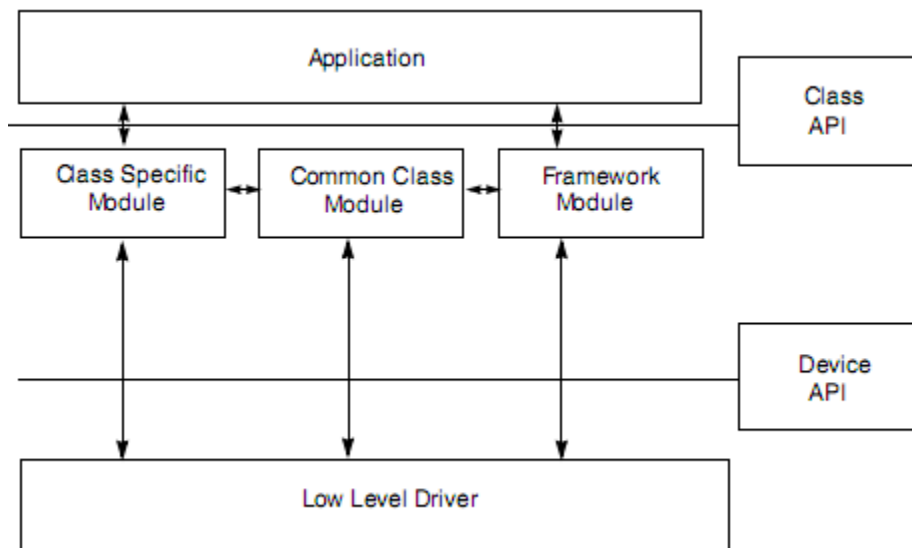 Application
Class
API
Class Specific
Module
Common Class
Module
Framework
Module
Device
API
Low Level Driver